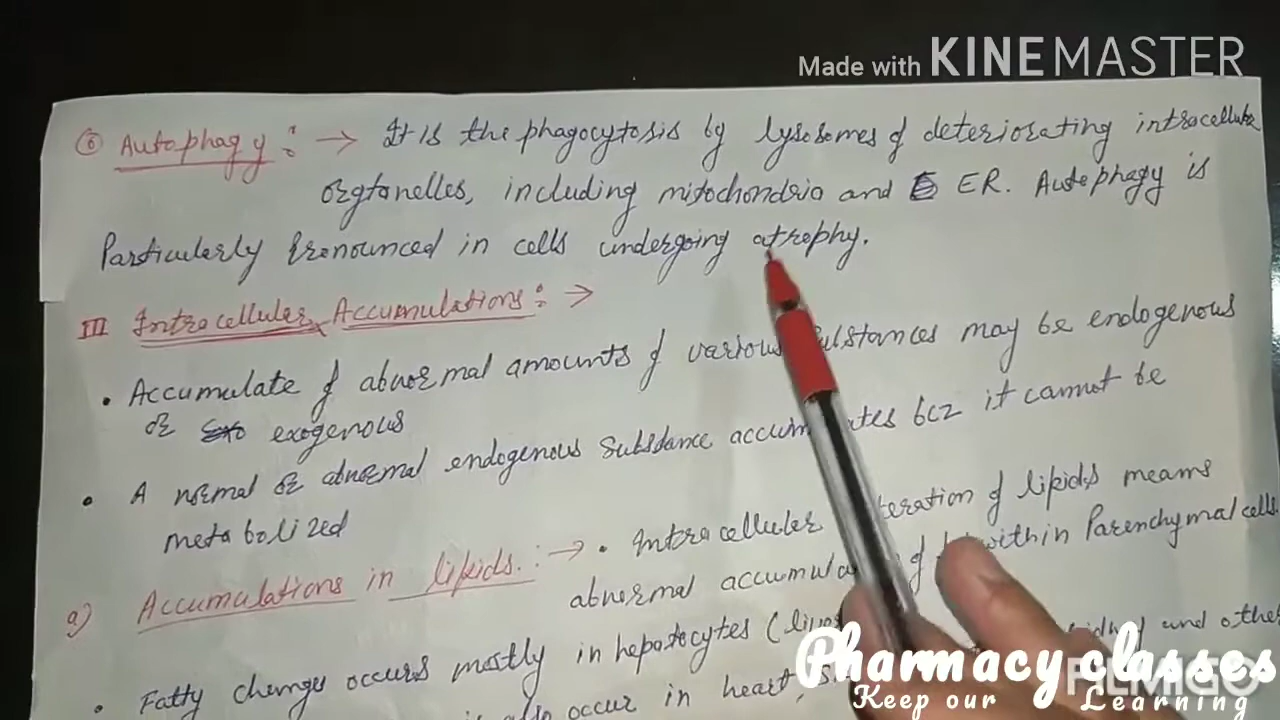 Made with KINEMASTER
⑥ Autophagy : → It is the phagocytosis by lysosomes of deteriorating intracellular
organelles, including mitochondria and ER. Autophagy is
Particularly Pronounced in cells undergoing atrophy.
III Intracellular Accumulations : →
• Accumulate of abnormal amounts of various substances may be endogenous
or exogenous
• A normal or abnormal endogenous Substance accumulates bcz it cannot be
metabolized
a) Accumulations in lipids. : → • Intracellular of lipids means
abnormal of within Parenchymal cells
• Fatty changes occurs mostly in hepatocytes ( and other
also occur in heart,
Pharmacy classes
Keep our Learning
FILMIGO